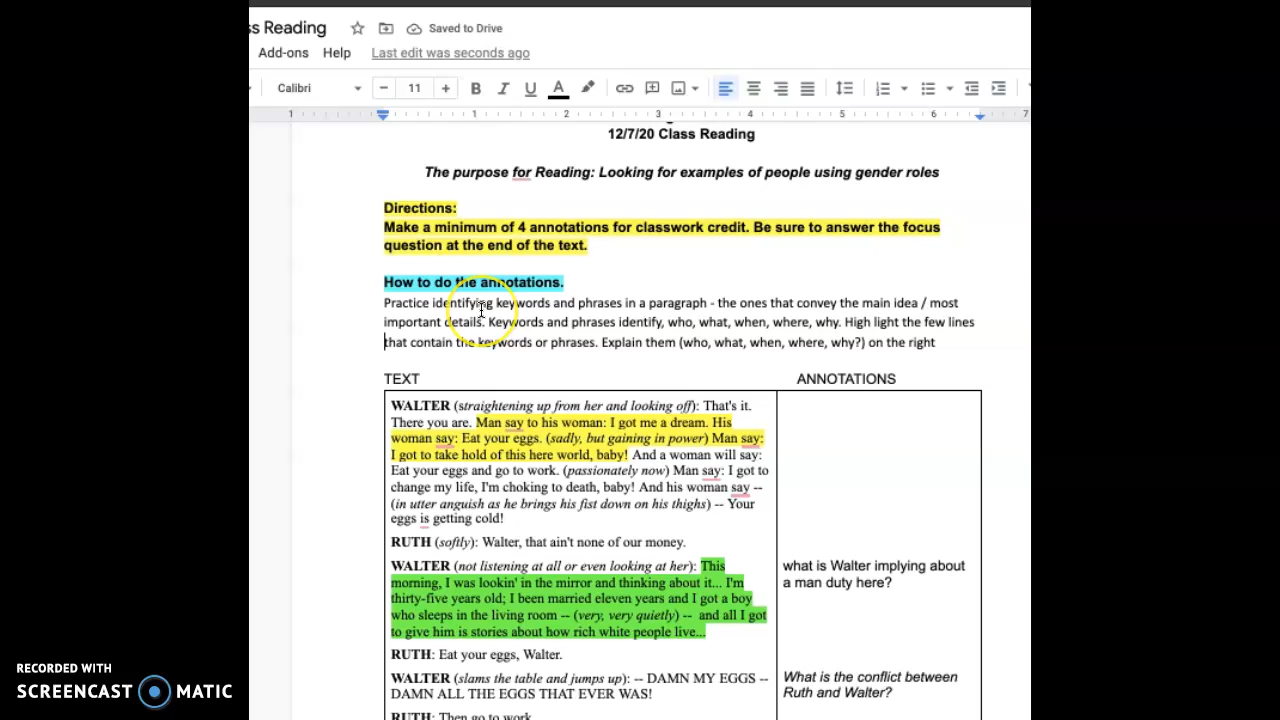 ss Reading
Saved to Drive
Add-ons Help Last edit was seconds ago
Calibri 11 B I U A
1 1 2 3 4 5 6 7
12/7/20 Class Reading
The purpose for Reading: Looking for examples of people using gender roles
Directions:
Make a minimum of 4 annotations for classwork credit. Be sure to answer the focus
question at the end of the text.
How to do the annotations.
Practice identifying keywords and phrases in a paragraph - the ones that convey the main idea / most
important details. Keywords and phrases identify, who, what, when, where, why. High light the few lines
that contain the keywords or phrases. Explain them (who, what, when, where, why?) on the right
TEXT ANNOTATIONS
WALTER (straightening up from her and looking off): That's it.
There you are. Man say to his woman: I got me a dream. His
woman say: Eat your eggs. (sadly, but gaining in power) Man say:
I got to take hold of this here world, baby! And a woman will say:
Eat your eggs and go to work. (passionately now) Man say: I got to
change my life, I'm choking to death, baby! And his woman say --
(in utter anguish as he brings his fist down on his thighs) -- Your
eggs is getting cold!
RUTH (softly): Walter, that ain't none of our money.
WALTER (not listening at all or even looking at her): This
morning, I was lookin' in the mirror and thinking about it... I'm
thirty-five years old; I been married eleven years and I got a boy
who sleeps in the living room -- (very, very quietly) -- and all I got
to give him is stories about how rich white people live...
what is Walter implying about
a man duty here?
RUTH: Eat your eggs, Walter.
WALTER (slams the table and jumps up): -- DAMN MY EGGS --
DAMN ALL THE EGGS THAT EVER WAS!
What is the conflict between
Ruth and Walter?
RUTH: Then go to work.
RECORDED WITH
SCREENCAST MATIC